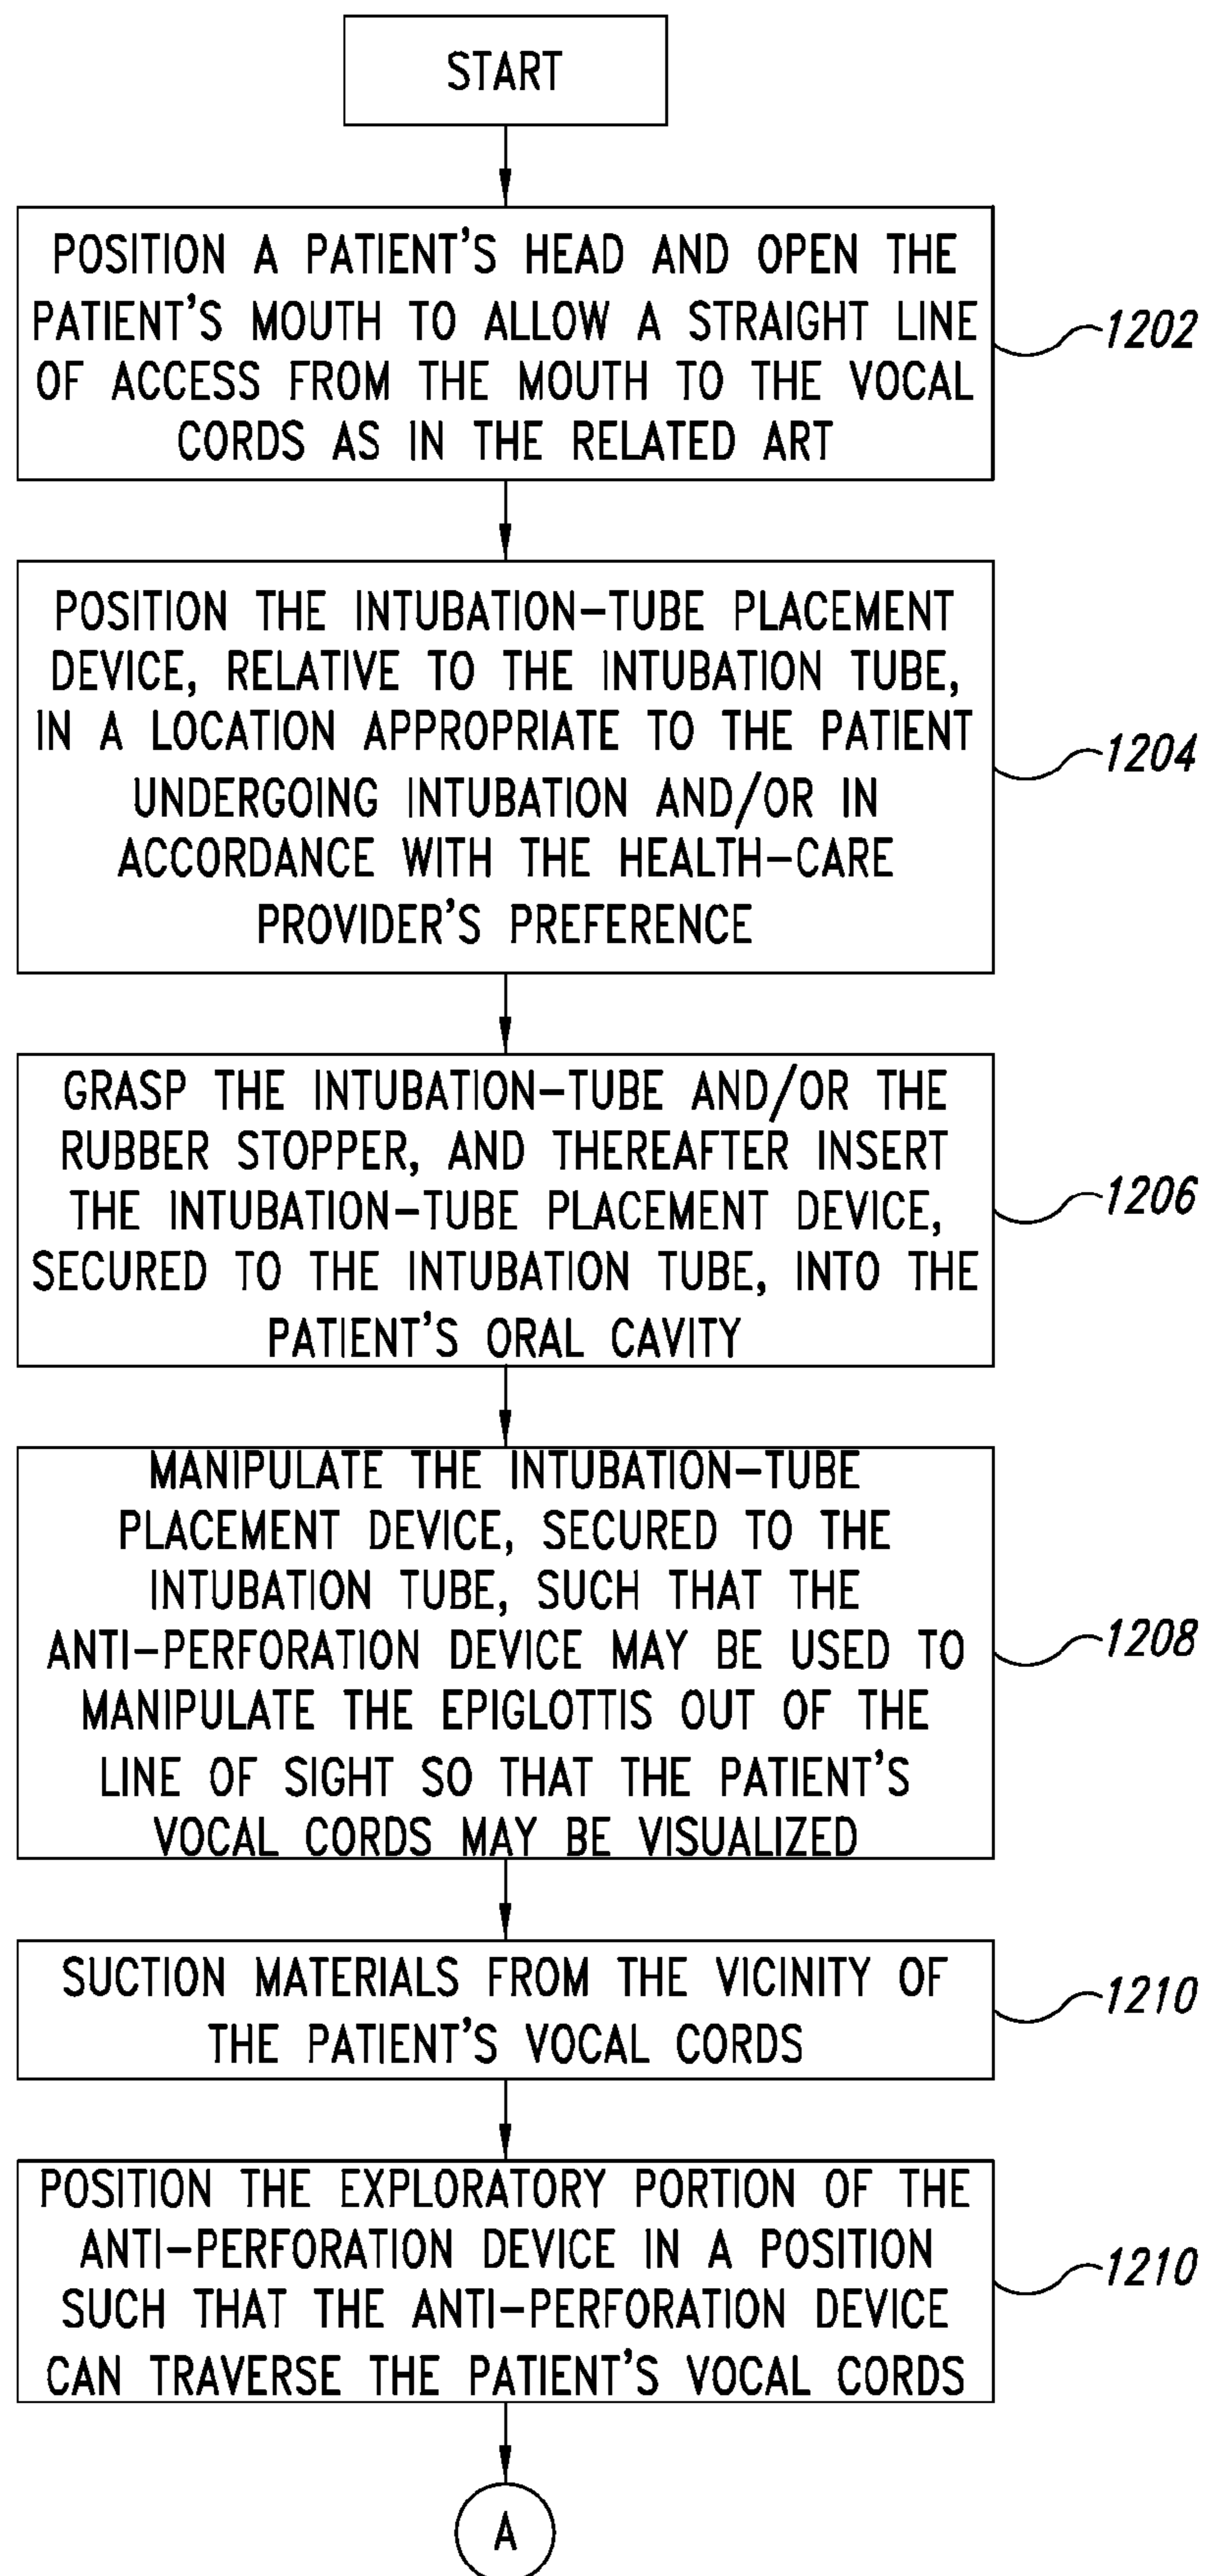 START
POSITION A PATIENT'S HEAD AND OPEN THE
PATIENT'S MOUTH TO ALLOW A STRAIGHT LINE
OF ACCESS FROM THE MOUTH TO THE VOCAL
CORDS AS IN THE RELATED ART
1202
POSITION THE INTUBATION-TUBE PLACEMENT
DEVICE, RELATIVE TO THE INTUBATION TUBE,
IN A LOCATION APPROPRIATE TO THE PATIENT
UNDERGOING INTUBATION AND/OR IN
ACCORDANCE WITH THE HEALTH-CARE
PROVIDER'S PREFERENCE
1204
GRASP THE INTUBATION-TUBE AND/OR THE
RUBBER STOPPER, AND THEREAFTER INSERT
THE INTUBATION-TUBE PLACEMENT DEVICE,
SECURED TO THE INTUBATION TUBE, INTO THE
PATIENT'S ORAL CAVITY
1206
MANIPULATE THE INTUBATION-TUBE
PLACEMENT DEVICE, SECURED TO THE
INTUBATION TUBE, SUCH THAT THE
ANTI-PERFORATION DEVICE MAY BE USED TO
MANIPULATE THE EPIGLOTTIS OUT OF THE
LINE OF SIGHT SO THAT THE PATIENT'S
VOCAL CORDS MAY BE VISUALIZED
1208
SUCTION MATERIALS FROM THE VICINITY OF
THE PATIENT'S VOCAL CORDS
1210
POSITION THE EXPLORATORY PORTION OF THE
ANTI-PERFORATION DEVICE IN A POSITION
SUCH THAT THE ANTI-PERFORATION DEVICE
CAN TRAVERSE THE PATIENT'S VOCAL CORDS
1210
A